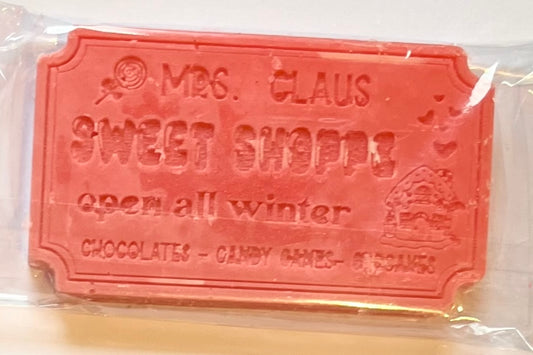 MRS. CLAUS
SWEET SHOPPE
open all winter
CHOCOLATES - CANDY CANES - CUPCAKES